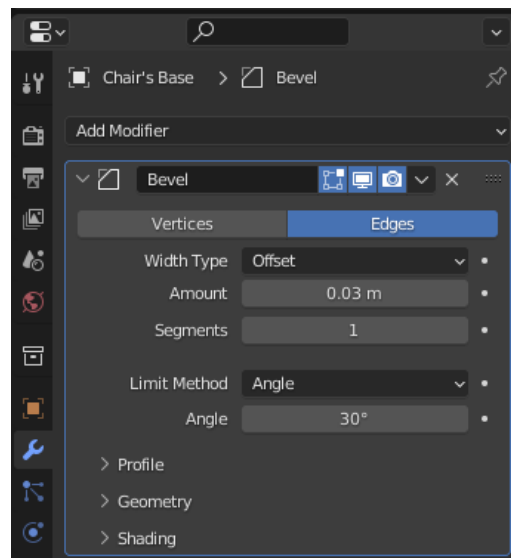 Chair's Base > Bevel
Add Modifier
Bevel
Vertices Edges
Width Type Offset
Amount 0.03 m
Segments 1
Limit Method Angle
Angle 30°
> Profile
> Geometry
> Shading